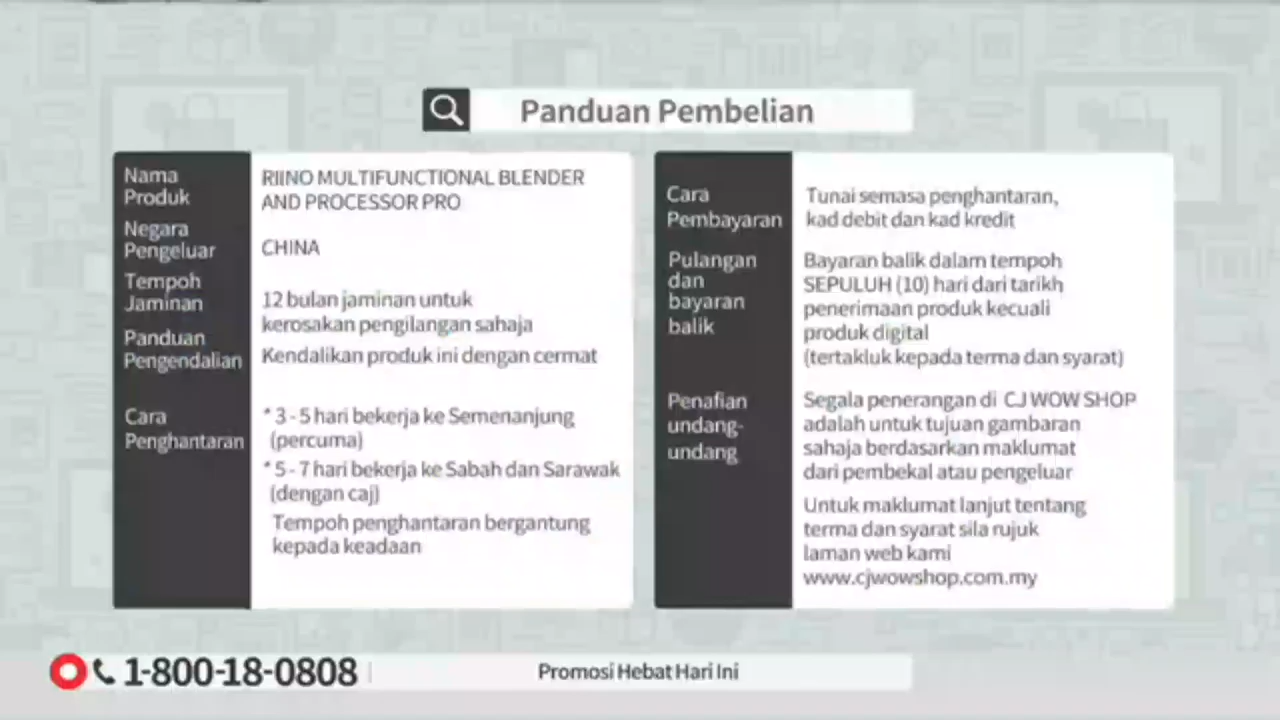 Panduan Pembelian
Nama
Produk
RIINO MULTIFUNCTIONAL BLENDER
AND PROCESSOR PRO
Negara
Pengeluar
CHINA
Tempoh
Jaminan
12 bulan jaminan untuk
kerosakan pengilangan sahaja
Panduan
Pengendalian
Kendalikan produk ini dengan cermat
Cara
Penghantaran
* 3 - 5 hari bekerja ke Semenanjung
(percuma)
* 5 - 7 hari bekerja ke Sabah dan Sarawak
(dengan caj)
Tempoh penghantaran bergantung
kepada keadaan
Cara
Pembayaran
Tunai semasa penghantaran,
kad debit dan kad kredit
Pulangan
dan
bayaran
balik
Bayaran balik dalam tempoh
SEPULUH (10) hari dari tarikh
penerimaan produk kecuali
produk digital
(tertakluk kepada terma dan syarat)
Penafian
undang-
undang
Segala penerangan di CJ WOW SHOP
adalah untuk tujuan gambaran
sahaja berdasarkan maklumat
dari pembekal atau pengeluar
Untuk maklumat lanjut tentang
terma dan syarat sila rujuk
laman web kami
www.cjwowshop.com.my
1-800-18-0808
Promosi Hebat Hari Ini